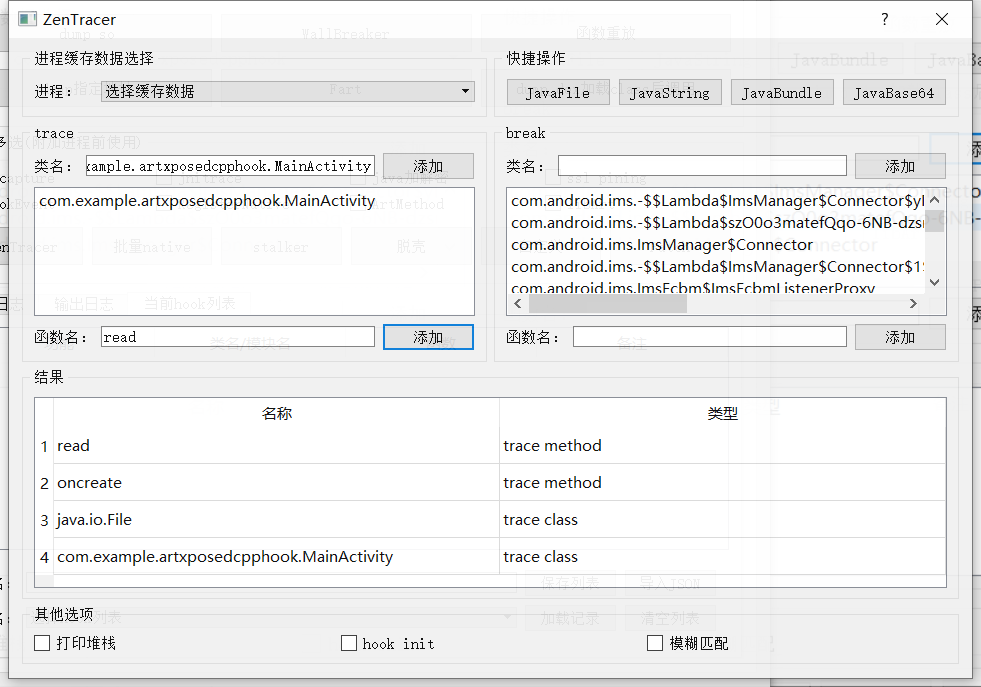 ZenTracer
进程缓存数据选择
进程：
选择缓存数据
快捷操作
JavaFile
JavaString
JavaBundle
JavaBase64
trace
类名：
xample.artxposedcpphook.MainActivity
添加
com.example.artxposedcpphook.MainActivity
函数名：
read
添加
break
类名：
添加
com.android.ims.-$$Lambda$ImsManager$Connector$yI
com.android.ims.-$$Lambda$szO0o3matefQqo-6NB-dzs
com.android.ims.ImsManager$Connector
com.android.ims.-$$Lambda$ImsManager$Connector$1
com.android.ims.ImsEcbm$ImsEcbmListenerProxy
函数名：
添加
结果
名称 类型
1 read trace method
2 oncreate trace method
3 java.io.File trace class
4 com.example.artxposedcpphook.MainActivity trace class
其他选项
打印堆栈
hook init
模糊匹配